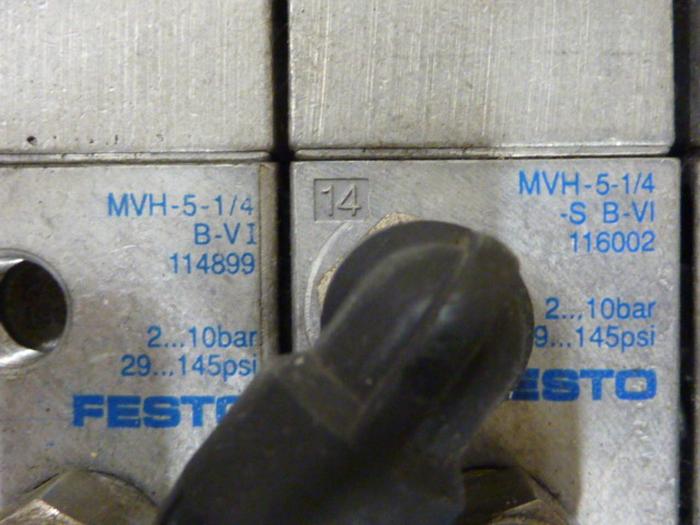 MVH-5-1/4
B-VI
114899
2...10bar
29...145psi
14
MVH-5-1/4
-S B-VI
116002
2...10bar
9...145psi
ESTO